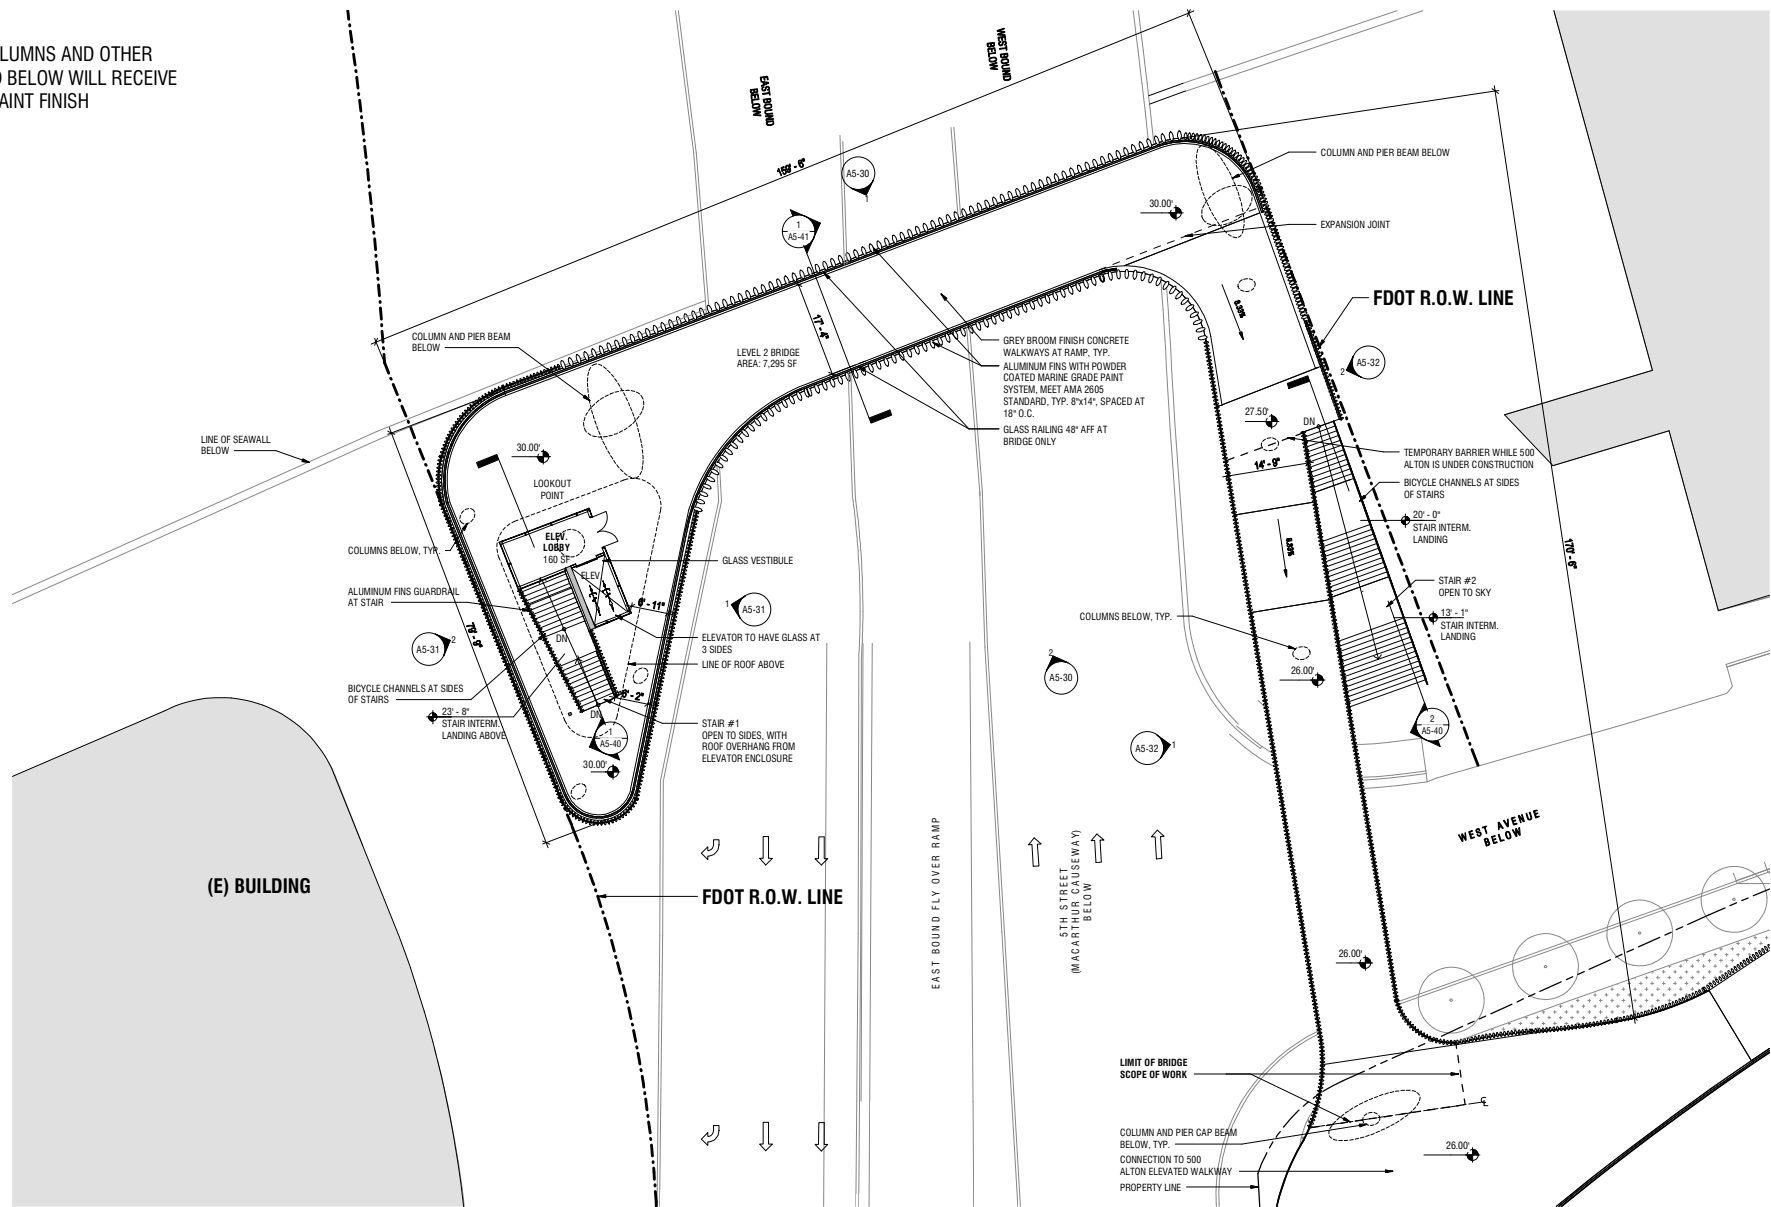 LUMNS AND OTHER
BELOW WILL RECEIVE
AINT FINISH
EAST BOUND
BELOW
WEST BOUND
BELOW
159' - 6"
A5-30
1
1
A5-41
COLUMN AND PIER BEAM BELOW
30.00'
EXPANSION JOINT
FDOT R.O.W. LINE
8.33%
COLUMN AND PIER BEAM
BELOW
17' - 4"
LEVEL 2 BRIDGE
AREA: 7,295 SF
GREY BROOM FINISH CONCRETE
WALKWAYS AT RAMP, TYP.
ALUMINUM FINS WITH POWDER
COATED MARINE GRADE PAINT
SYSTEM, MEET AMA 2605
STANDARD, TYP. 8"x14", SPACED AT
18" O.C.
GLASS RAILING 48" AFF AT
BRIDGE ONLY
A5-32
2
27.50'
DN
14' - 9"
TEMPORARY BARRIER WHILE 500
ALTON IS UNDER CONSTRUCTION
BICYCLE CHANNELS AT SIDES
OF STAIRS
20' - 0"
STAIR INTERM.
LANDING
8.33%
170' - 6"
STAIR #2
OPEN TO SKY
13' - 1"
STAIR INTERM.
LANDING
LINE OF SEAWALL
BELOW
30.00'
LOOKOUT
POINT
ELEV.
LOBBY
160 SF
ELEV.
COLUMNS BELOW, TYP.
GLASS VESTIBULE
ALUMINUM FINS GUARDRAIL
AT STAIR
6' - 11"
1
A5-31
79' - 9"
A5-31
2
DN
ELEVATOR TO HAVE GLASS AT
3 SIDES
LINE OF ROOF ABOVE
BICYCLE CHANNELS AT SIDES
OF STAIRS
6' - 2"
23' - 8"
STAIR INTERM.
LANDING ABOVE
DN
STAIR #1
OPEN TO SIDES, WITH
ROOF OVERHANG FROM
ELEVATOR ENCLOSURE
1
A5-40
30.00'
COLUMNS BELOW, TYP.
2
A5-30
26.00'
2
A5-40
A5-32
1
WEST AVENUE
BELOW
(E) BUILDING
FDOT R.O.W. LINE
EAST BOUND FLY OVER RAMP
5TH STREET
(MACARTHUR CAUSEWAY)
BELOW
26.00'
LIMIT OF BRIDGE
SCOPE OF WORK
COLUMN AND PIER CAP BEAM
BELOW, TYP.
CONNECTION TO 500
ALTON ELEVATED WALKWAY
PROPERTY LINE
26.00'